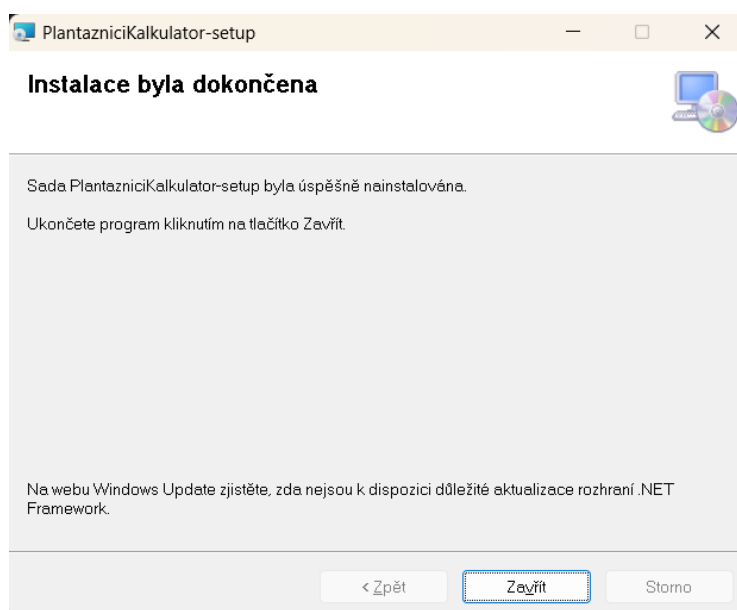 PlantazniciKalkulator-setup
Instalace byla dokončena
Sada PlantazniciKalkulator-setup byla úspěšně nainstalována.
Ukončete program kliknutím na tlačítko Zavřít.
Na webu Windows Update zjistěte, zda nejsou k dispozici důležité aktualizace rozhraní .NET
Framework.
< Zpět Zavřít Storno